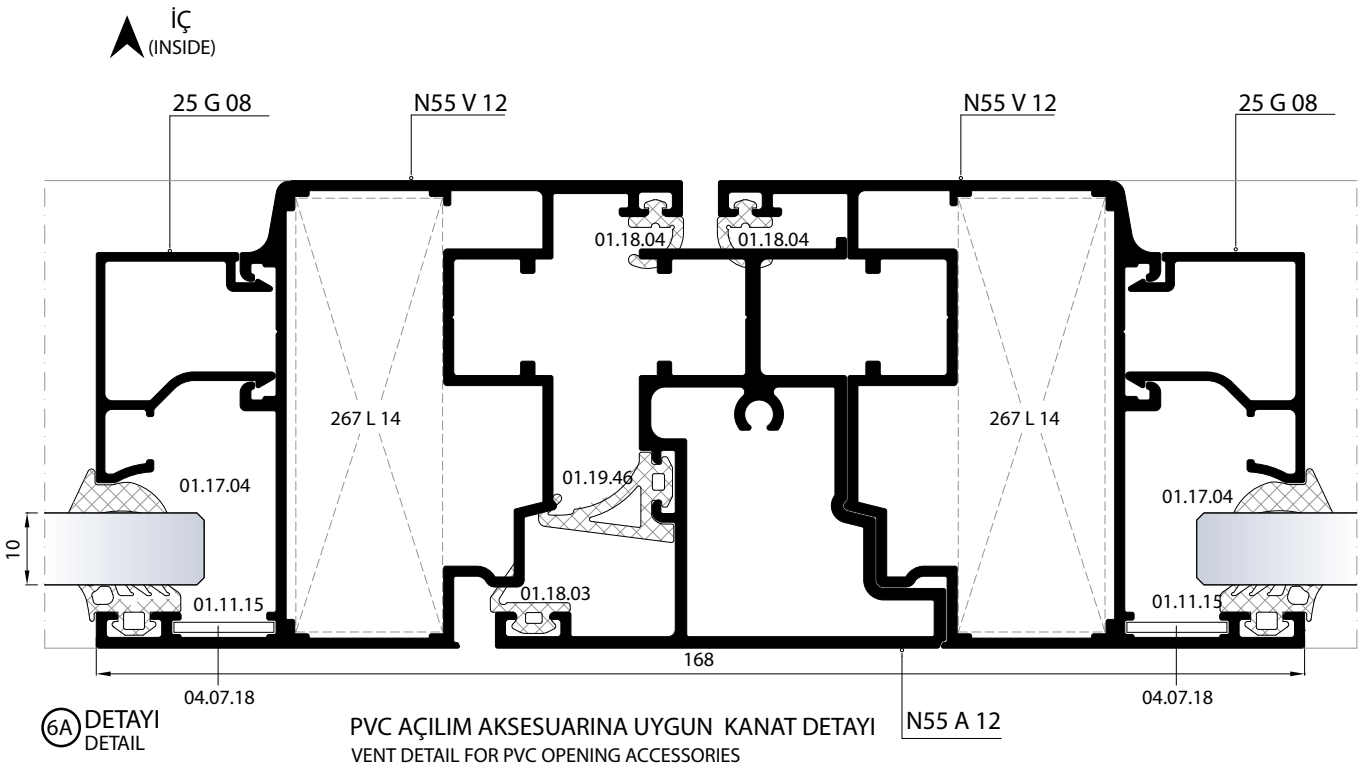 İÇ
(INSIDE)
25 G 08
N55 V 12
N55 V 12
25 G 08
01.18.04
01.18.04
267 L 14
267 L 14
01.19.46
01.17.04
01.17.04
10
01.18.03
01.11.15
01.11.15
168
04.07.18
04.07.18
6A DETAYI
DETAIL
PVC AÇILIM AKSESUARINA UYGUN KANAT DETAYI
VENT DETAIL FOR PVC OPENING ACCESSORIES
N55 A 12